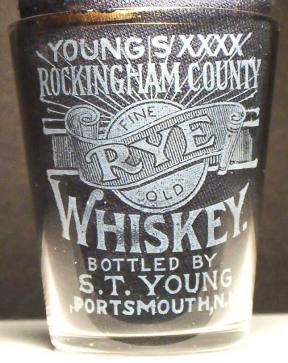 YOUNG'S XXXX
ROCKINGHAM COUNTY
FINE
RYE
OLD
WHISKEY.
BOTTLED BY
S.T. YOUNG
PORTSMOUTH,